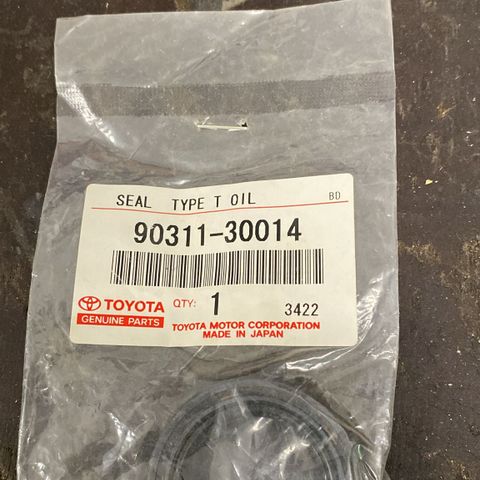 SEAL TYPE T OIL BD
90311-30014
TOYOTA QTY: 1 3422
GENUINE PARTS TOYOTA MOTOR CORPORATION
MADE IN JAPAN